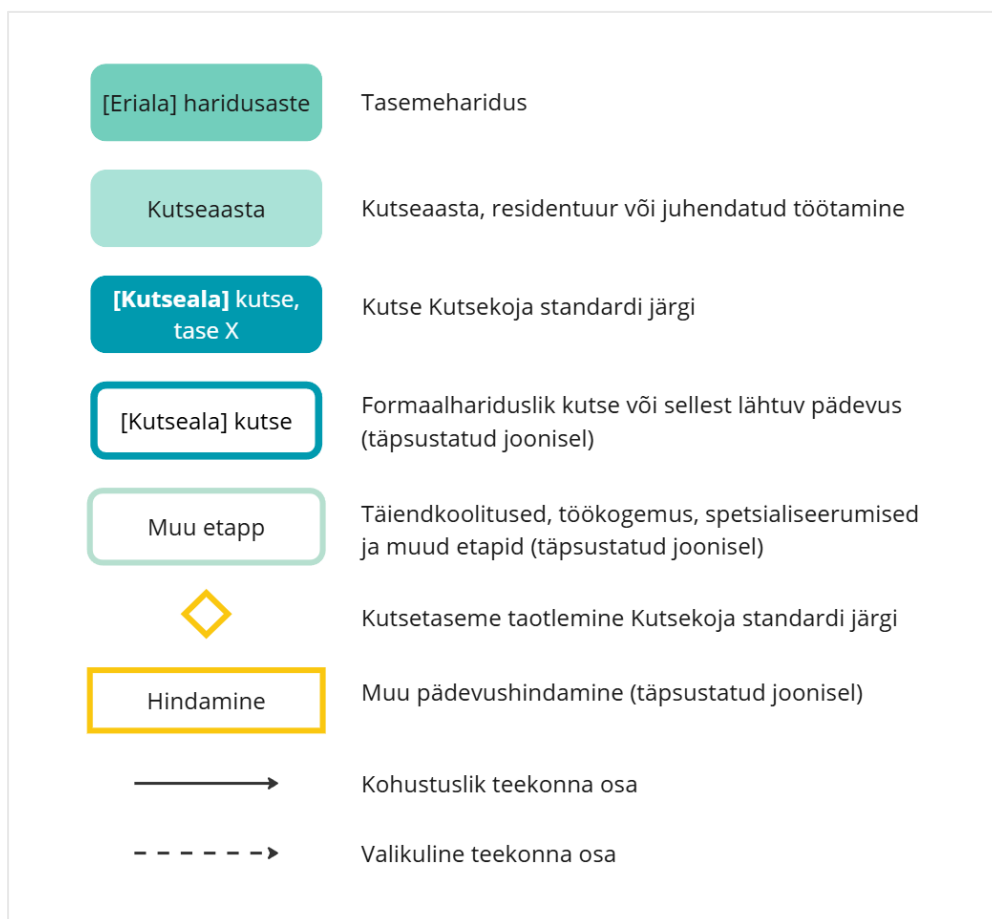 [Eriala] haridusaste
Tasemeharidus
Kutseaasta
Kutseaasta, residentuur või juhendatud töötamine
[Kutseala] kutse,
tase X
Kutse Kutsekoja standardi järgi
[Kutseala] kutse
Formaalhariduslik kutse või sellest lähtuv pädevus
(täpsustatud joonisel)
Muu etapp
Täiendkoolitused, töökogemus, spetsialiseerumised
ja muud etapid (täpsustatud joonisel)
Kutsetaseme taotlemine Kutsekoja standardi järgi
Hindamine
Muu pädevushindamine (täpsustatud joonisel)
Kohustuslik teekonna osa
Valikuline teekonna osa